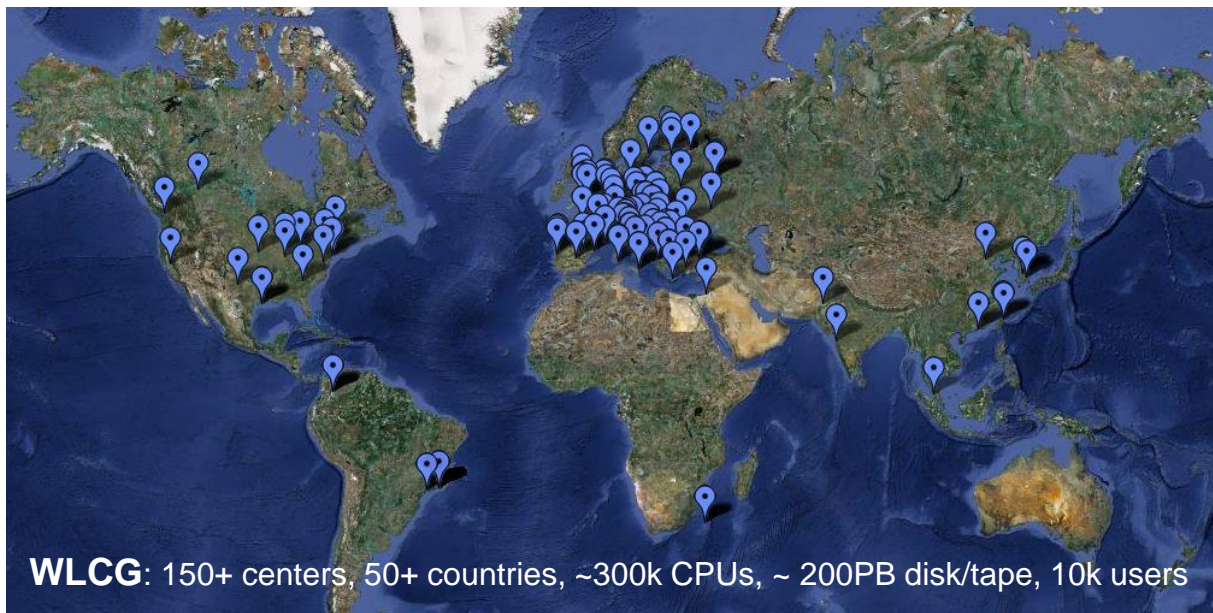 WLCG: 150+ centers, 50+ countries, ~300k CPUs, ~ 200PB disk/tape, 10k users